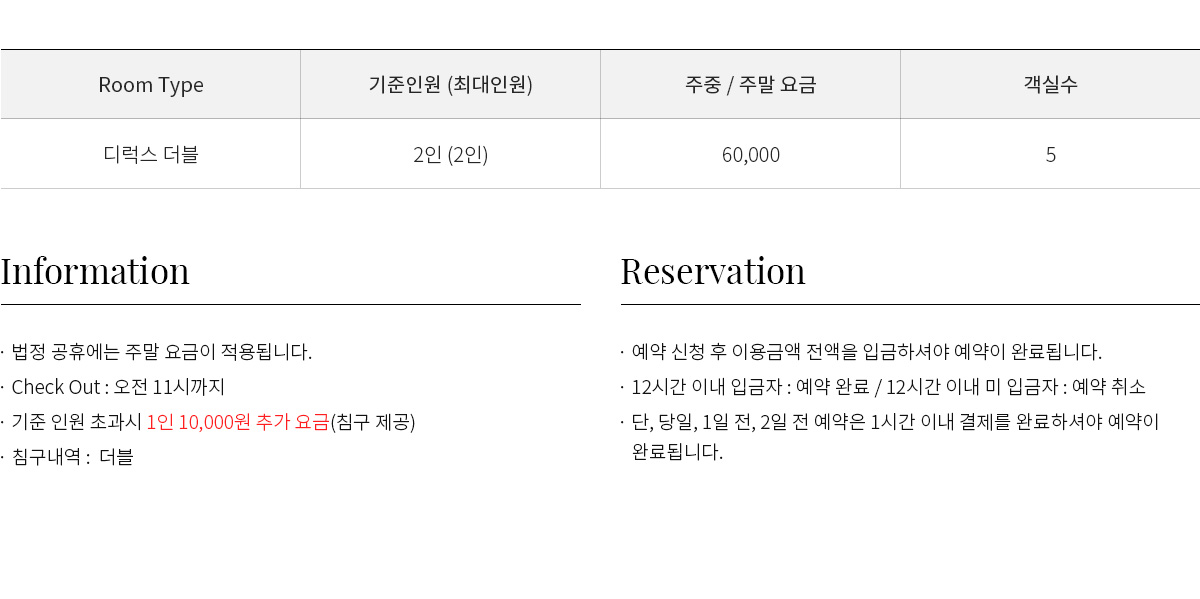 Room Type 기준인원 (최대인원) 주중 / 주말 요금 객실수
디럭스 더블 2인 (2인) 60,000 5
Information
· 법정 공휴에는 주말 요금이 적용됩니다.
· Check Out : 오전 11시까지
· 기준 인원 초과시 1인 10,000원 추가 요금(침구 제공)
· 침구내역 : 더블
Reservation
· 예약 신청 후 이용금액 전액을 입금하셔야 예약이 완료됩니다.
· 12시간 이내 입금자 : 예약 완료 / 12시간 이내 미 입금자 : 예약 취소
· 단, 당일, 1일 전, 2일 전 예약은 1시간 이내 결제를 완료하셔야 예약이
완료됩니다.